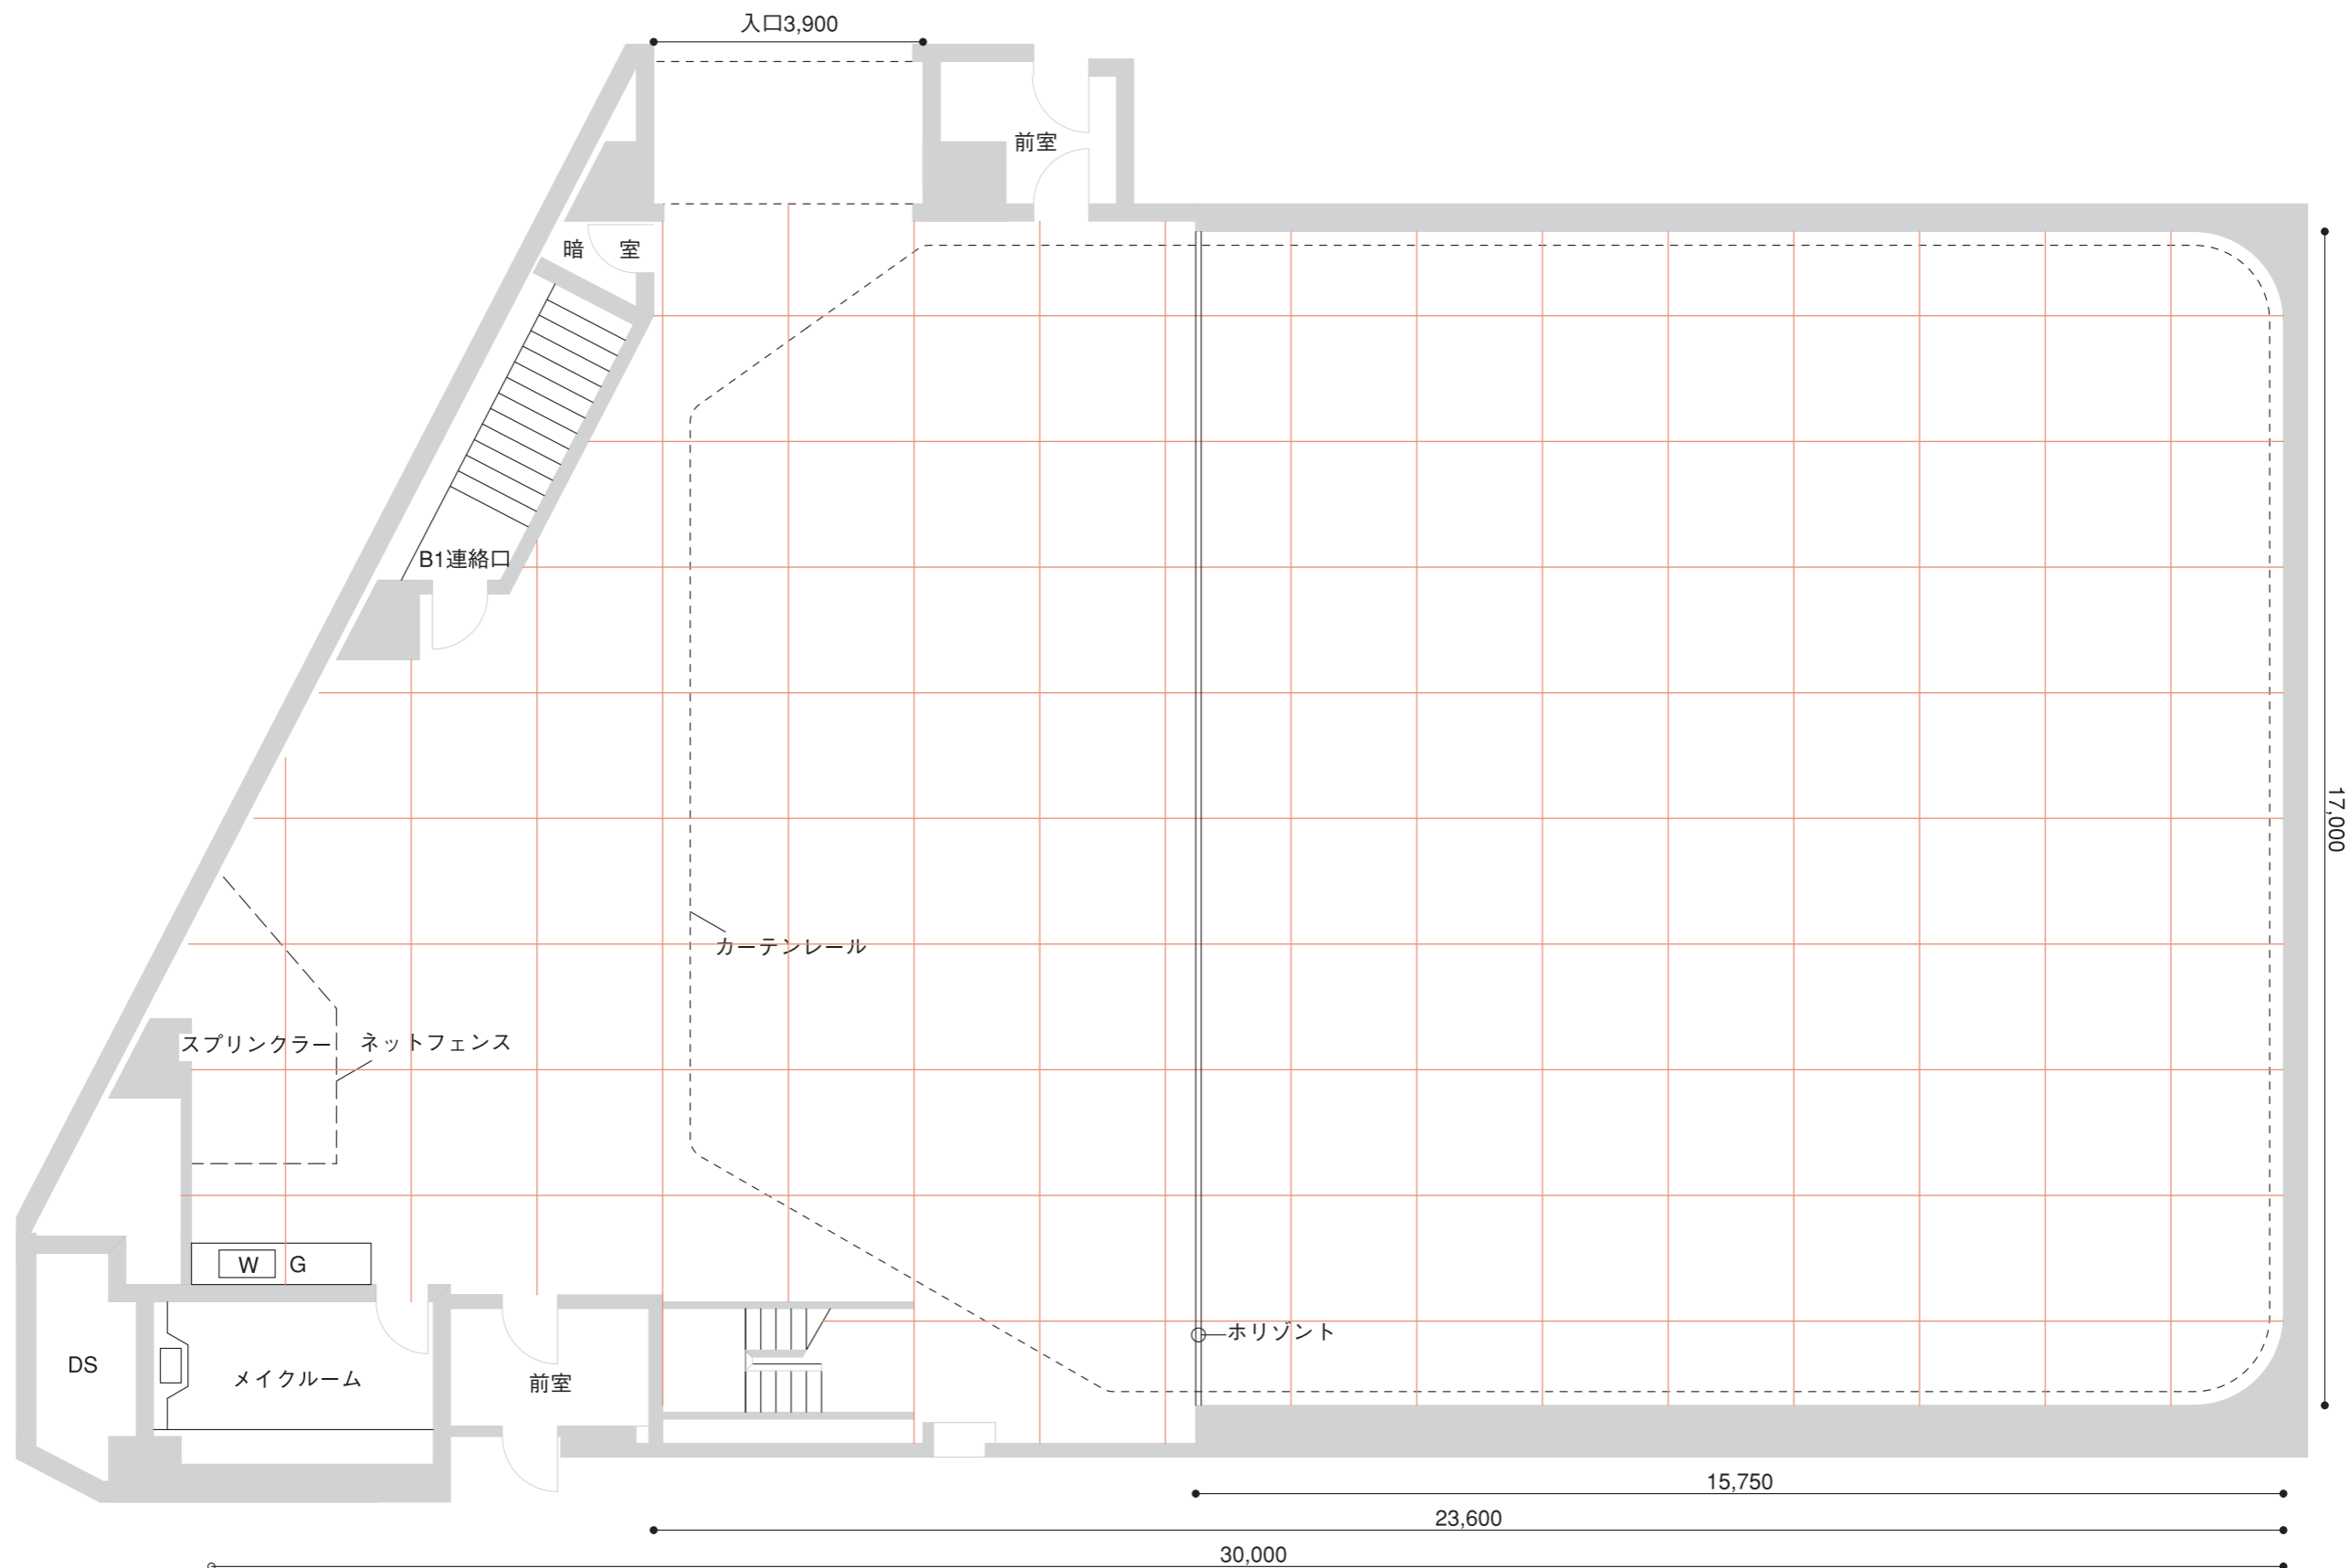 入口3,900
前室
暗 室
B1連絡口
17,000
カーテンレール
スプリンクラー
ネットフェンス
W G
ホリゾント
DS
メイクルーム
前室
15,750
23,600
30,000